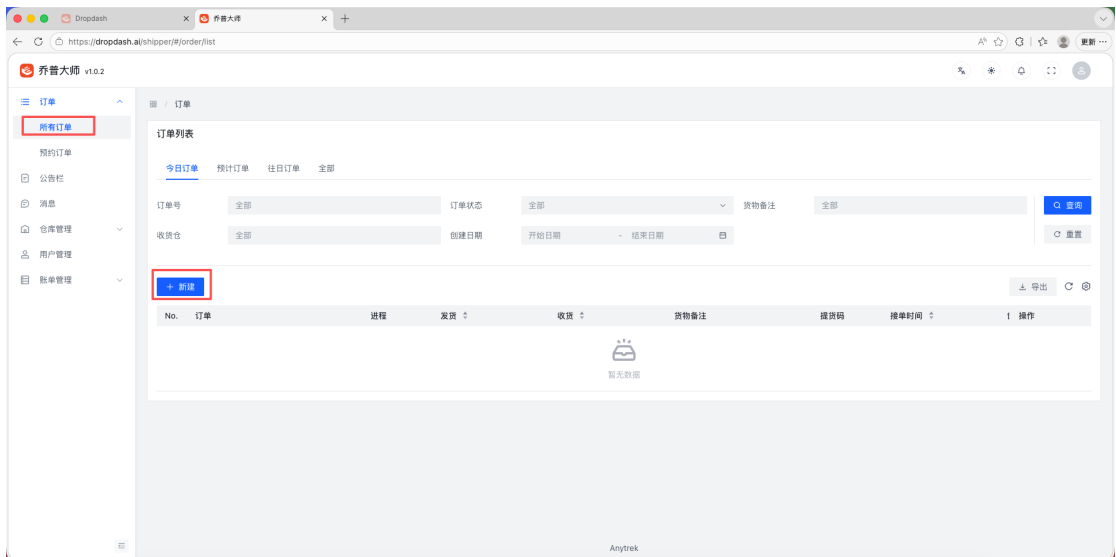 Dropdash
乔普大师
https://dropdash.ai/shipper/#/order/list
更新
乔普大师 v1.0.2
订单
所有订单
预约订单
公告栏
消息
仓库管理
用户管理
账单管理
/ 订单
订单列表
今日订单 预计订单 往日订单 全部
订单号 全部 订单状态 全部 货物备注 全部 查询
收货仓 全部 创建日期 开始日期 - 结束日期 重置
+ 新建 导出
No. 订单 进程 发货 收货 货物备注 提货码 接单时间 操作
暂无数据
Anytrek